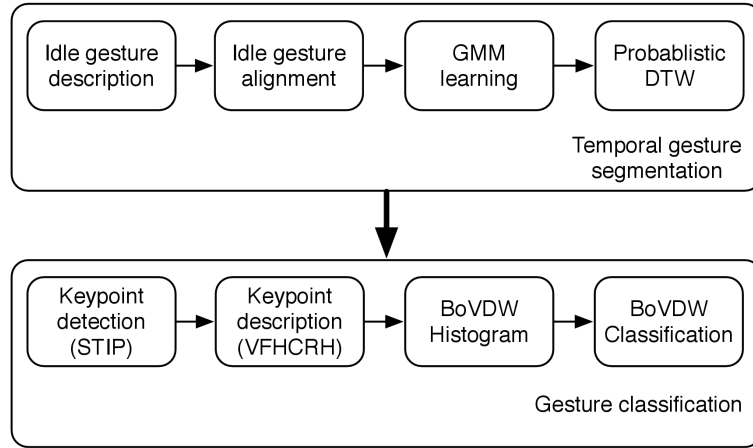 Idle gesture
description
Idle gesture
alignment
GMM
learning
Probablistic
DTW
Temporal gesture
segmentation
Keypoint
detection
(STIP)
Keypoint
description
(VFHCRH)
BoVDW
Histogram
BoVDW
Classification
Gesture classification